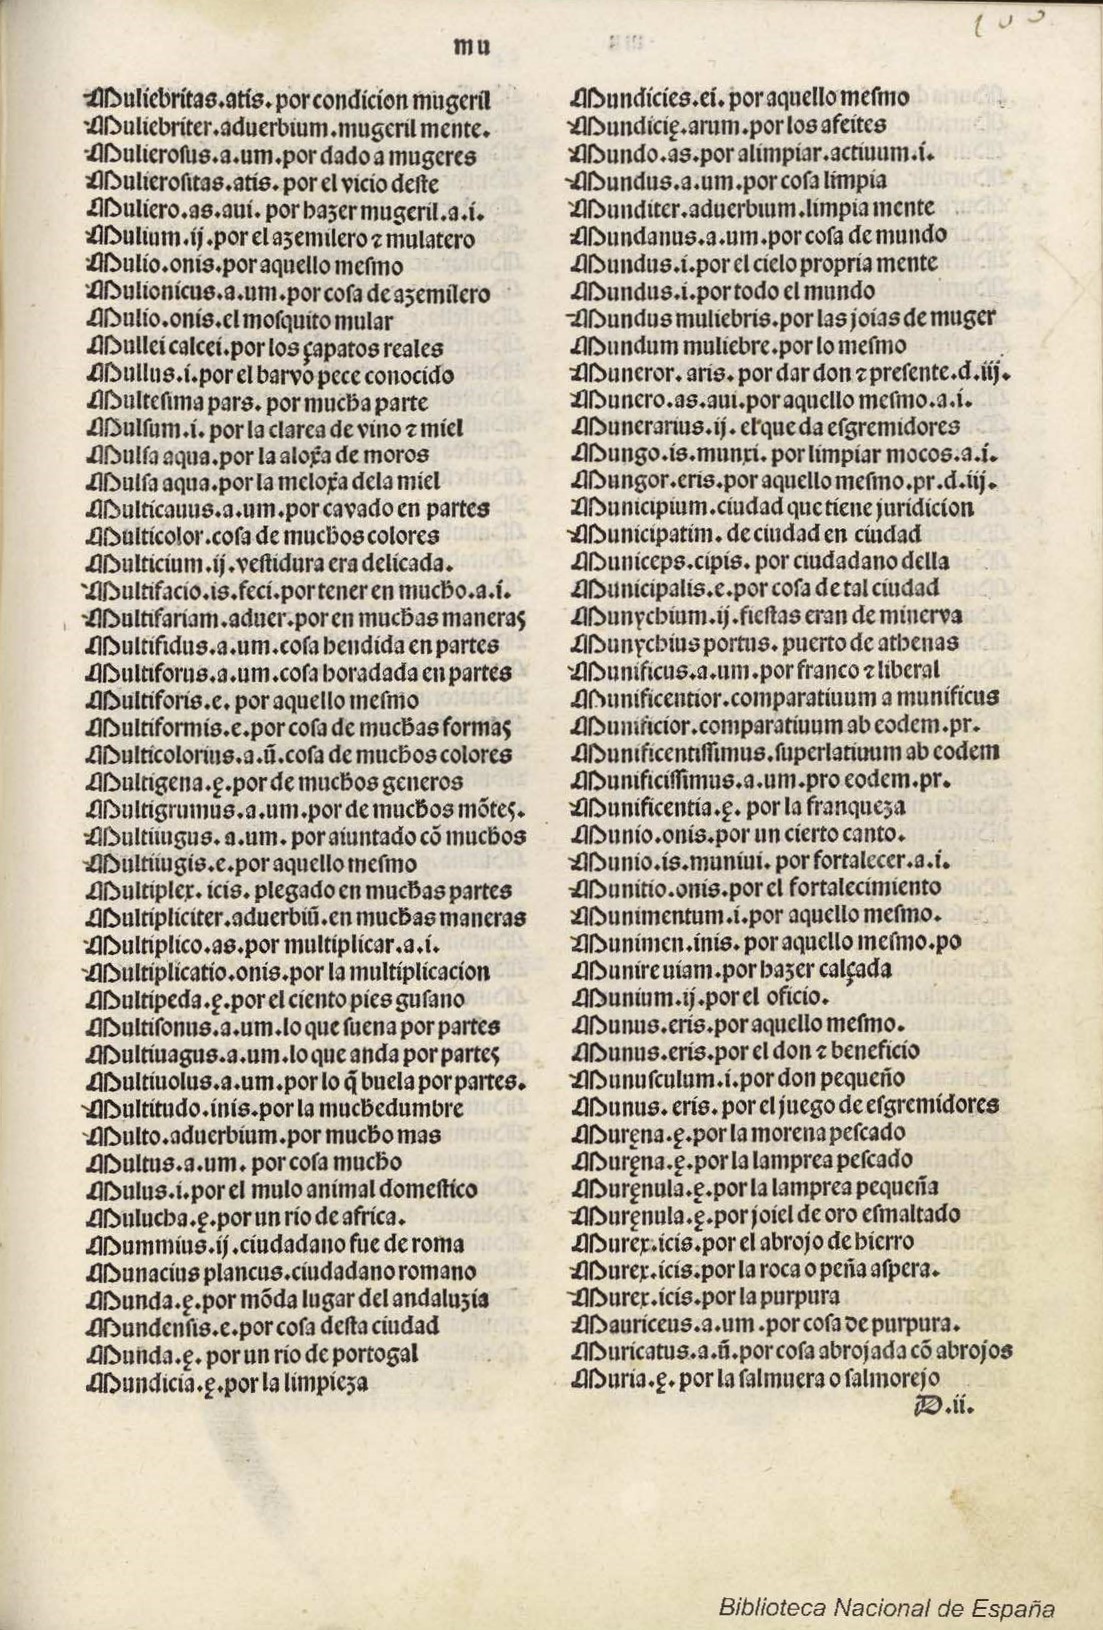 mu
Muliebritas.atis. por condicion mugeril
Muliebriter.aduerbium.mugeril mente.
Mulierosus.a.um.por dado a mugeres
Mulierositas.atis. por el vicio deste
Muliero.as.aui. por hazer mugeril.a.i.
Mulium.ij.por el azemilero ⁊ mulatero
Mulio.onis.por aquello mesmo
Mulionicus.a.um.por cosa de azemilero
Mulio.onis.el mosquito mular
Mullei calcei.por los çapatos reales
Mullus.i.por el barvo pece conocido
Multesima pars. por mucha parte
Mulsum.i. por la clarea de vino ⁊ miel
Mulsa aqua.por la aloxa de moros
Mulsa aqua.por la meloxa dela miel
Multicauus.a.um.por cavado en partes
Multicolor.cosa de muchos colores
Multicium.ij.vestidura era delicada.
Multifacio.is.feci.por tener en mucho.a.i.
Multifariam.aduer.por en muchas maneras
Multifidus.a.um.cosa hendida en partes
Multiforus.a.um.cosa horadada en partes
Multiforis.e. por aquello mesmo
Multiformis.e.por cosa de muchas formas
Multicolorius.a.ũ.cosa de muchos colores
Multigena.ę.por de muchos generos
Multigrumus.a.um.por de muchos mõtes.
Multiiugus.a.um. por aiuntado cõ muchos
Multiiugis.e.por aquello mesmo
Multiplex. icis. plegado en muchas partes
Multipliciter.aduerbiũ.en muchas maneras
Multiplico.as.por multiplicar.a.i.
Multiplicatio.onis.por la multiplicacion
Multipeda.ę.por el ciento pies gusano
Multisonus.a.um.lo que suena por partes
Multiuagus.a.um.lo que anda por partes
Multiuolus.a.um.por lo q̃ buela por partes.
Multitudo.inis.por la muchedumbre
Multo.aduerbium.por mucho mas
Multus.a.um. por cosa mucho
Mulus.i.por el mulo animal domestico
Mulucha.ę.por un rio de africa.
Mummius.ij.ciudadano fue de roma
Munacius plancus.ciudadano romano
Munda.ę.por mõda lugar del andaluzia
Mundensis.e.por cosa desta ciudad
Munda.ę. por un rio de portogal
Mundicia.ę.por la limpieza
Mundicies.ei. por aquello mesmo
Mundicię.arum.por los afeites
Mundo.as.por alimpiar.actiuum.i.
Mundus.a.um.por cosa limpia
Munditer.aduerbium.limpia mente
Mundanus.a.um.por cosa de mundo
Mundus.i.por el cielo propria mente
Mundus.i.por todo el mundo
Mundus muliebris.por las joias de muger
Mundum muliebre.por lo mesmo
Muneror. aris. por dar don ⁊ presente.d.iij.
Munero.as.aui.por aquello mesmo.a.i.
Munerarius.ij. el que da esgremidores
Mungo.is.munxi. por limpiar mocos.a.i.
Mungor.eris.por aquello mesmo.pr.d.iij.
Municipium.ciudad que tiene juridicion
Municipatim. de ciudad en ciudad
Municeps.cipis. por ciudadano della
Municipalis.e.por cosa de tal ciudad
Munychium.ij.fiestas eran de minerva
Munychius portus. puerto de athenas
Munificus.a.um.por franco ⁊ liberal
Munificentior.comparatiuum a munificus
Munificior.comparatiuum ab eodem.pr.
Munificentissimus.superlatiuum ab eodem
Munificissimus.a.um.pro eodem.pr.
Munificentia.ę. por la franqueza
Munio.onis.por un cierto canto.
Munio.is.muniui. por fortalecer.a.i.
Munitio.onis.por el fortalecimiento
Munimentum.i.por aquello mesmo.
Munimen.inis. por aquello mesmo.po
Munire uiam.por hazer calçada
Munium.ij.por el oficio.
Munus.eris.por aquello mesmo.
Munus.eris.por el don ⁊ beneficio
Munusculum.i.por don pequeño
Munus. eris. por el juego de esgremidores
Muręna.ę.por la morena pescado
Muręna.ę.por la lamprea pescado
Muręnula.ę.por la lamprea pequeña
Muręnula.ę.por joiel de oro esmaltado
Murex.icis.por el abrojo de hierro
Murex.icis.por la roca o peña aspera.
Murex.icis.por la purpura
Mauriceus.a.um.por cosa de purpura.
Muricatus.a.ũ.por cosa abrojada cõ abrojos
Muria.ę. por la salmuera o salmorejo
Biblioteca Nacional de España